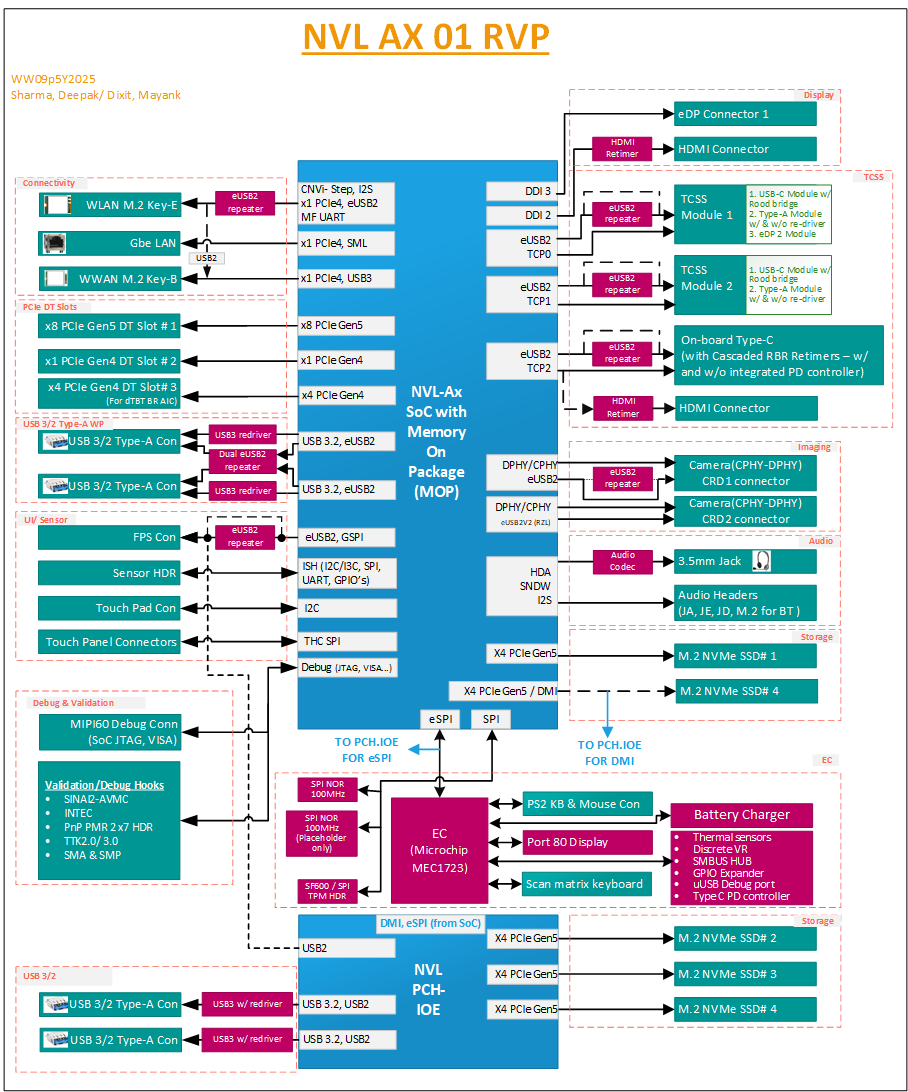 NVL AX 01 RVP
WW09p5Y2025
Sharma, Deepak/ Dixit, Mayank
Display
eDP Connector 1
HDMI
Retimer
HDMI Connector
TCSS
DDI 3
DDI 2
eUSB2
TCP0
eUSB2
repeater
TCSS
Module 1
1. USB-C Module w/
Rood bridge
2. Type-A Module
w/ & w/o re-driver
3. eDP 2 Module
eUSB2
TCP1
eUSB2
repeater
TCSS
Module 2
1. USB-C Module w/
Rood bridge
2. Type-A Module
w/ & w/o re-driver
eUSB2
TCP2
eUSB2
repeater
On-board Type-C
(with Cascaded RBR Retimers – w/
and w/o integrated PD controller)
HDMI
Retimer
HDMI Connector
Connectivity
WLAN M.2 Key-E
eUSB2
repeater
CNVi- Step, I2S
x1 PCIe4, eUSB2
MF UART
Gbe LAN
x1 PCIe4, SML
USB2
WWAN M.2 Key-B
x1 PCIe4, USB3
PCIe DT Slots
x8 PCIe Gen5 DT Slot # 1
x8 PCIe Gen5
x1 PCIe Gen4 DT Slot # 2
x1 PCIe Gen4
x4 PCIe Gen4 DT Slot# 3
(For dTBT BR AIC)
x4 PCIe Gen4
NVL-Ax
SoC with
Memory
On
Package
(MOP)
USB 3/2 Type-A WP
USB 3/2 Type-A Con
USB3 redriver
USB 3.2, eUSB2
Dual eUSB2
repeater
USB 3/2 Type-A Con
USB3 redriver
USB 3.2, eUSB2
Imaging
DPHY/CPHY
eUSB2
eUSB2
repeater
Camera(CPHY-DPHY)
CRD1 connector
DPHY/CPHY
eUSB2V2 (RZL)
Camera(CPHY-DPHY)
CRD2 connector
UI/ Sensor
FPS Con
eUSB2
repeater
eUSB2, GSPI
Sensor HDR
ISH (I2C/I3C, SPI,
UART, GPIO's)
Touch Pad Con
I2C
Touch Panel Connectors
THC SPI
Debug (JTAG, VISA...)
Audio
HDA
SNDW
I2S
Audio
Codec
3.5mm Jack
Audio Headers
(JA, JE, JD, M.2 for BT )
Storage
X4 PCIe Gen5
M.2 NVMe SSD# 1
X4 PCIe Gen5 / DMI
M.2 NVMe SSD# 4
eSPI
SPI
TO PCH.IOE
FOR eSPI
TO PCH.IOE
FOR DMI
Debug & Validation
MIPI60 Debug Conn
(SoC JTAG, VISA)
Validation/Debug Hooks
• SINAI2-AVMC
• INTEC
• PnP PMR 2x7 HDR
• TTK2.0/ 3.0
• SMA & SMP
EC
SPI NOR
100MHz
SPI NOR
100MHz
(Placeholder
only)
SF600 / SPI
TPM HDR
EC
(Microchip
MEC1723)
PS2 KB & Mouse Con
Port 80 Display
Scan matrix keyboard
Battery Charger
• Thermal sensors
• Discrete VR
• SMBUS HUB
• GPIO Expander
• uUSB Debug port
• Type C PD controller
DMI, eSPI (from SoC)
USB2
NVL
PCH-
IOE
Storage
X4 PCIe Gen5
M.2 NVMe SSD# 2
X4 PCIe Gen5
M.2 NVMe SSD# 3
X4 PCIe Gen5
M.2 NVMe SSD# 4
USB 3/2
USB 3/2 Type-A Con
USB3 w/ redriver
USB 3.2, USB2
USB 3/2 Type-A Con
USB3 w/ redriver
USB 3.2, USB2